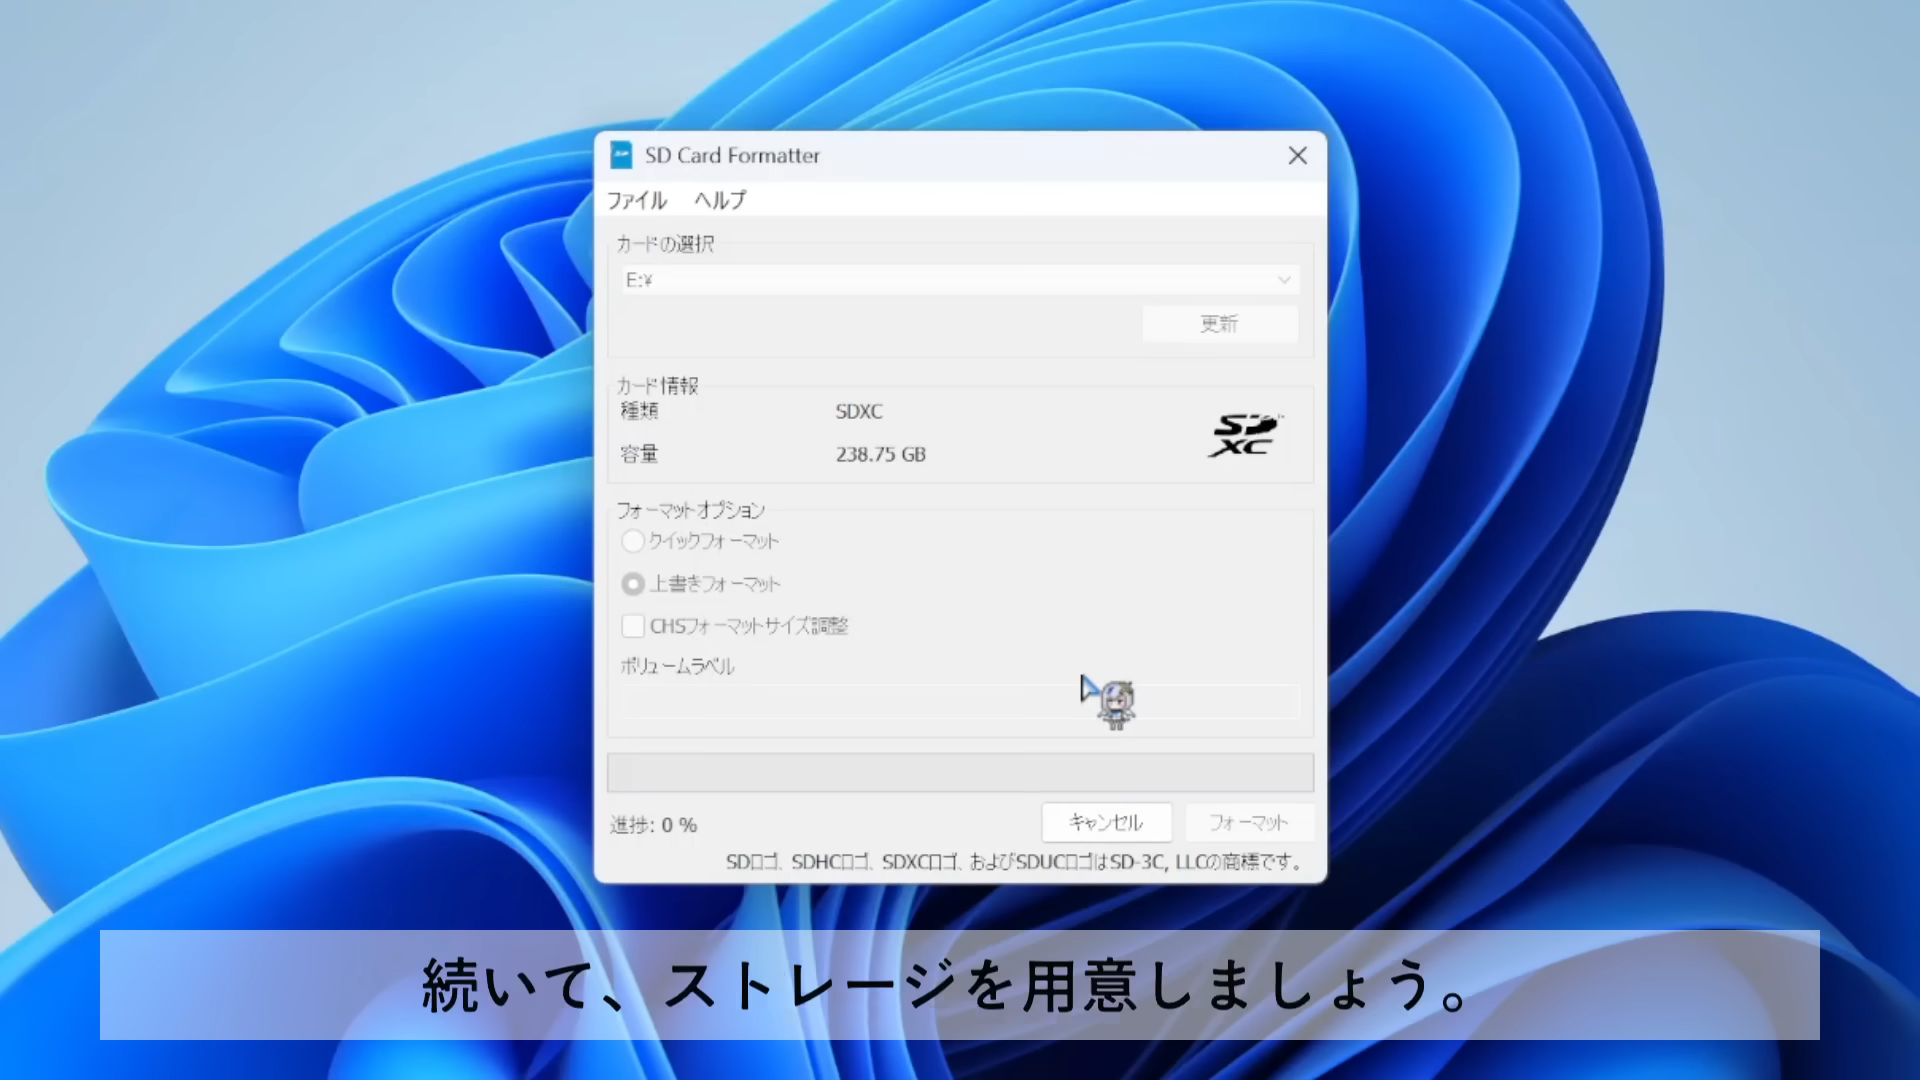 SD Card Formatter
ファイル ヘルプ
カードの選択
E:¥
更新
カード情報
種類 SDXC
容量 238.75 GB
SD
XC
フォーマットオプション
クイックフォーマット
上書きフォーマット
CHSフォーマットサイズ調整
ボリュームラベル
進捗: 0 %
キャンセル フォーマット
SDロゴ、SDHCロゴ、SDXCロゴ、およびSDUCロゴはSD-3C, LLCの商標です。
続いて、ストレージを用意しましょう。